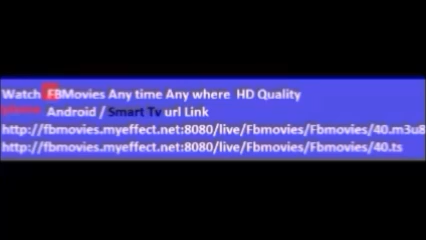 Watch FBMovies Any time Any where HD Quality
Android / Smart Tv url Link
http://fbmovies.myeffect.net:8080/live/Fbmovies/Fbmovies/40.m3u8
http://fbmovies.myeffect.net:8080/live/Fbmovies/Fbmovies/40.ts